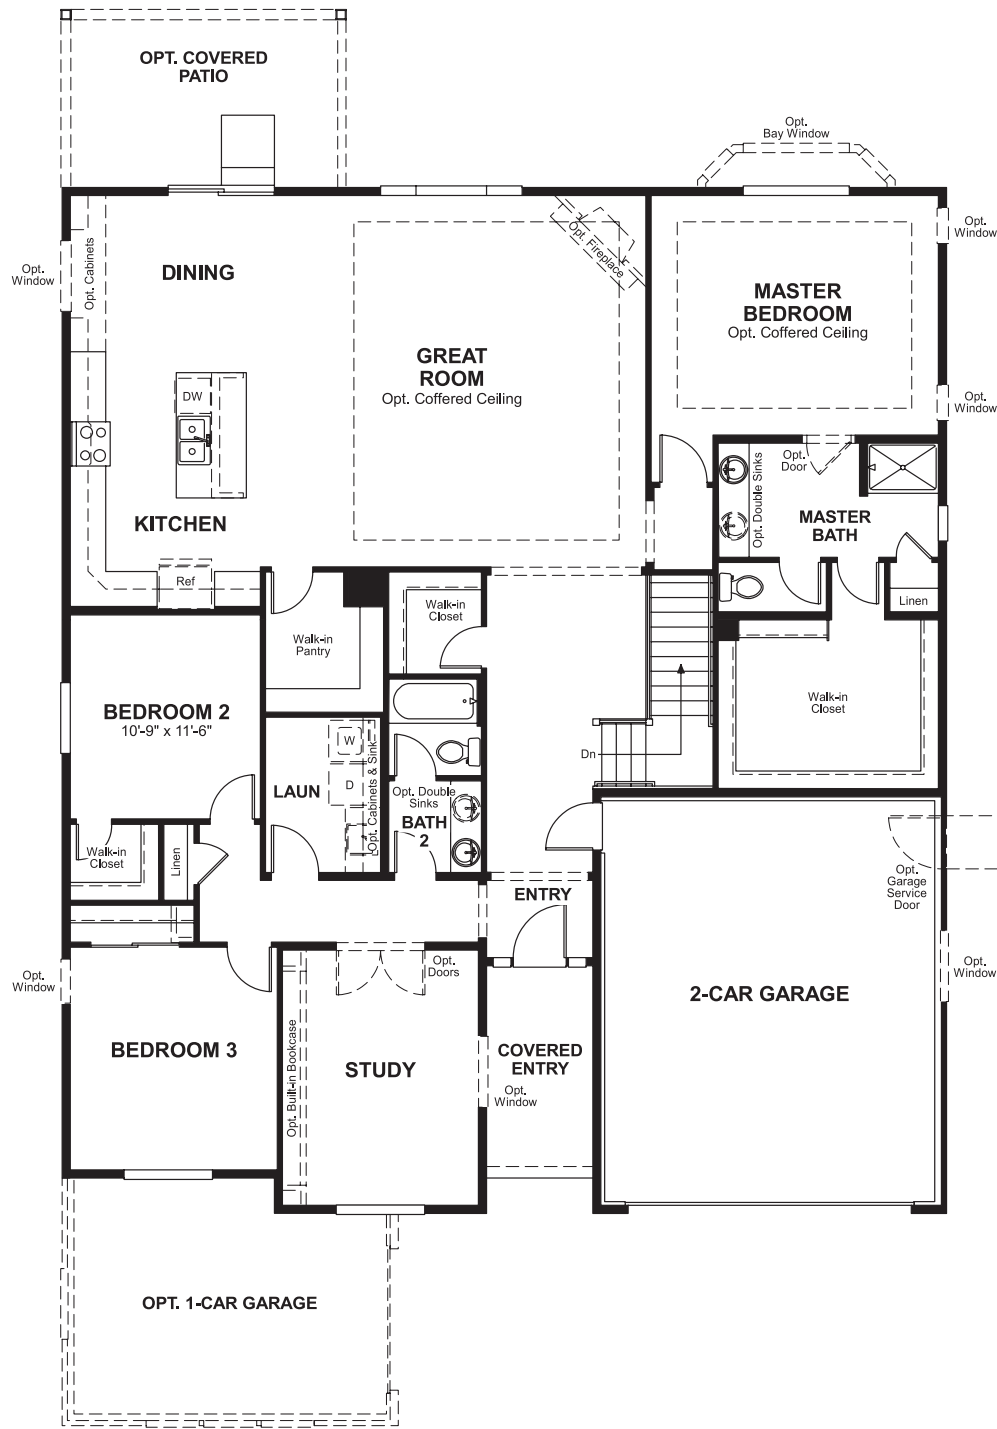 OPT. COVERED
PATIO
Opt.
Bay Window
Opt.
Window
Opt. Cabinets
DINING
Opt. Fireplace
Opt.
Window
MASTER
BEDROOM
Opt. Coffered Ceiling
GREAT
ROOM
Opt. Coffered Ceiling
DW
Opt.
Window
Opt.
Door
Opt. Double Sinks
MASTER
BATH
KITCHEN
Ref
Walk-in
Closet
Linen
Walk-in
Pantry
BEDROOM 2
10'-9" x 11'-6"
Walk-in
Closet
W
D
Opt. Cabinets & Sink
LAUN
Dn
Opt. Double
Sinks
BATH
2
Walk-in
Closet
Linen
ENTRY
Opt.
Garage
Service
Door
Opt.
Window
Opt.
Doors
Opt.
Window
2-CAR GARAGE
BEDROOM 3
Opt. Built-in Bookcase
STUDY
COVERED
ENTRY
Opt.
Window
OPT. 1-CAR GARAGE